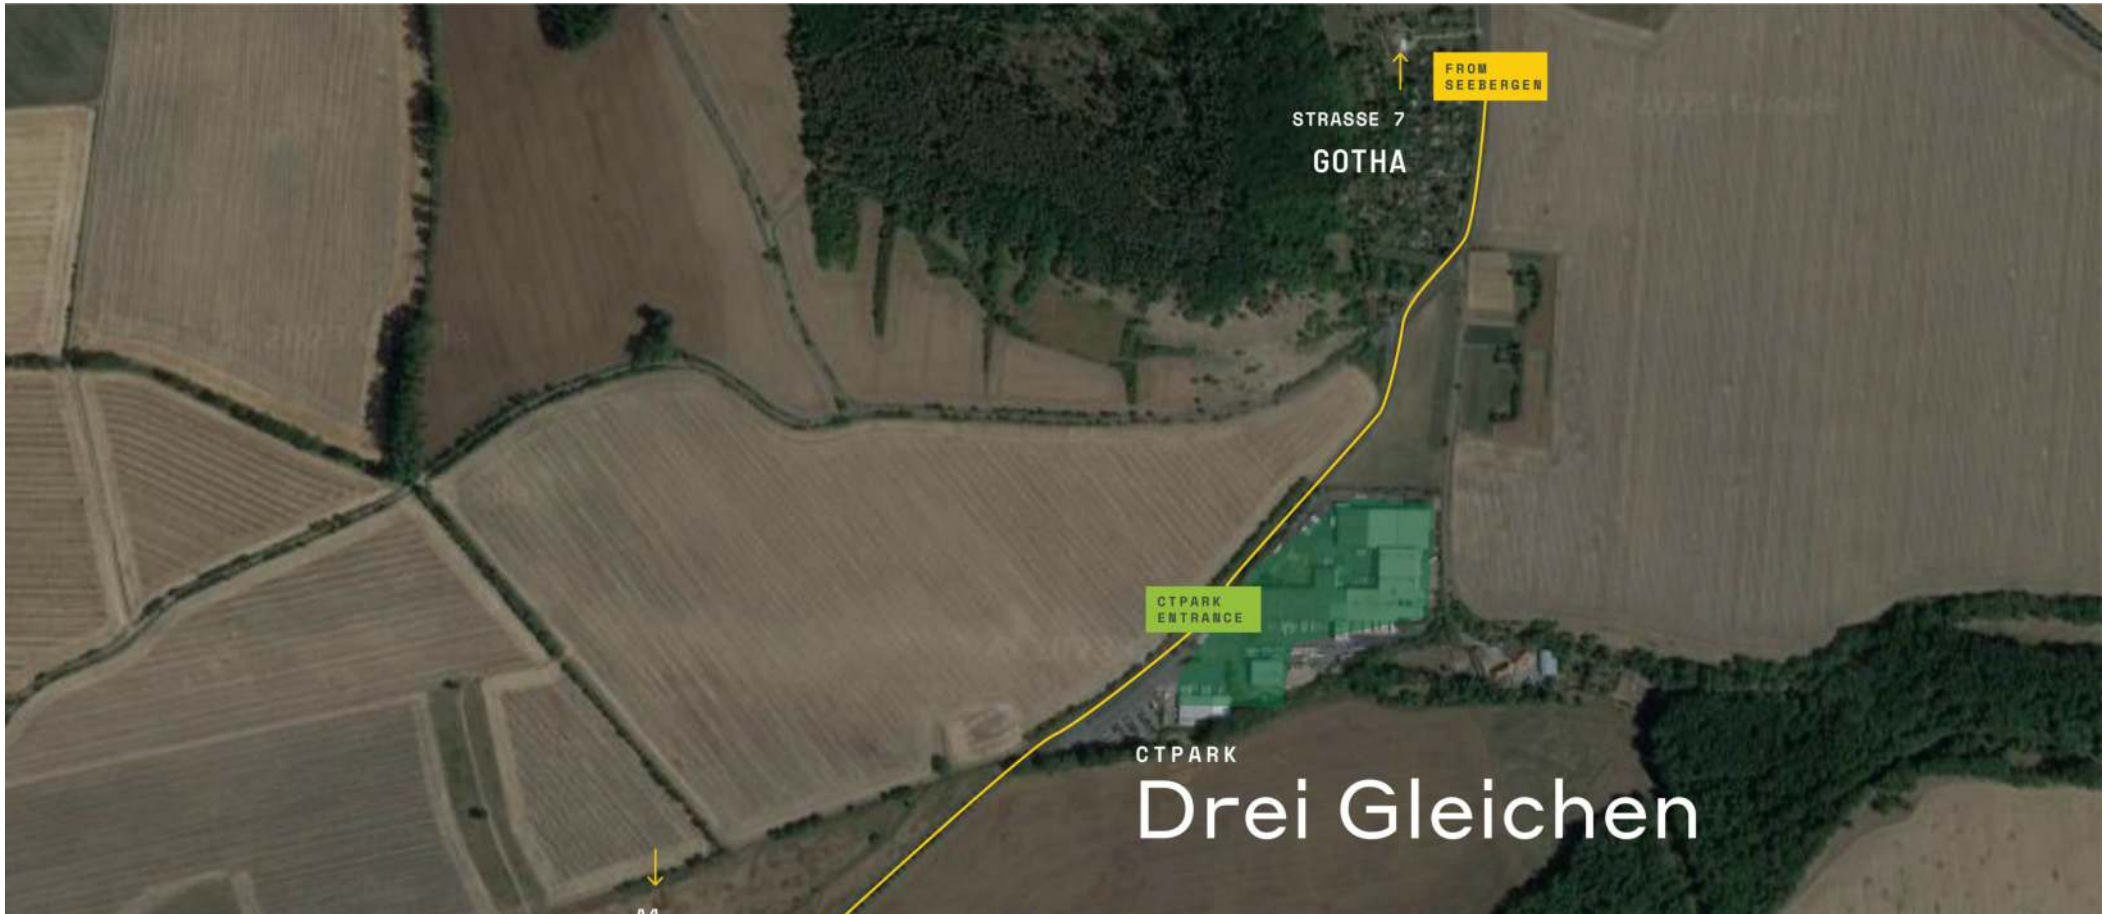 FROM
SEEBERGEN
STRASSE 7
GOTHA
CTPARK
ENTRANCE
CTPARK
Drei Gleichen